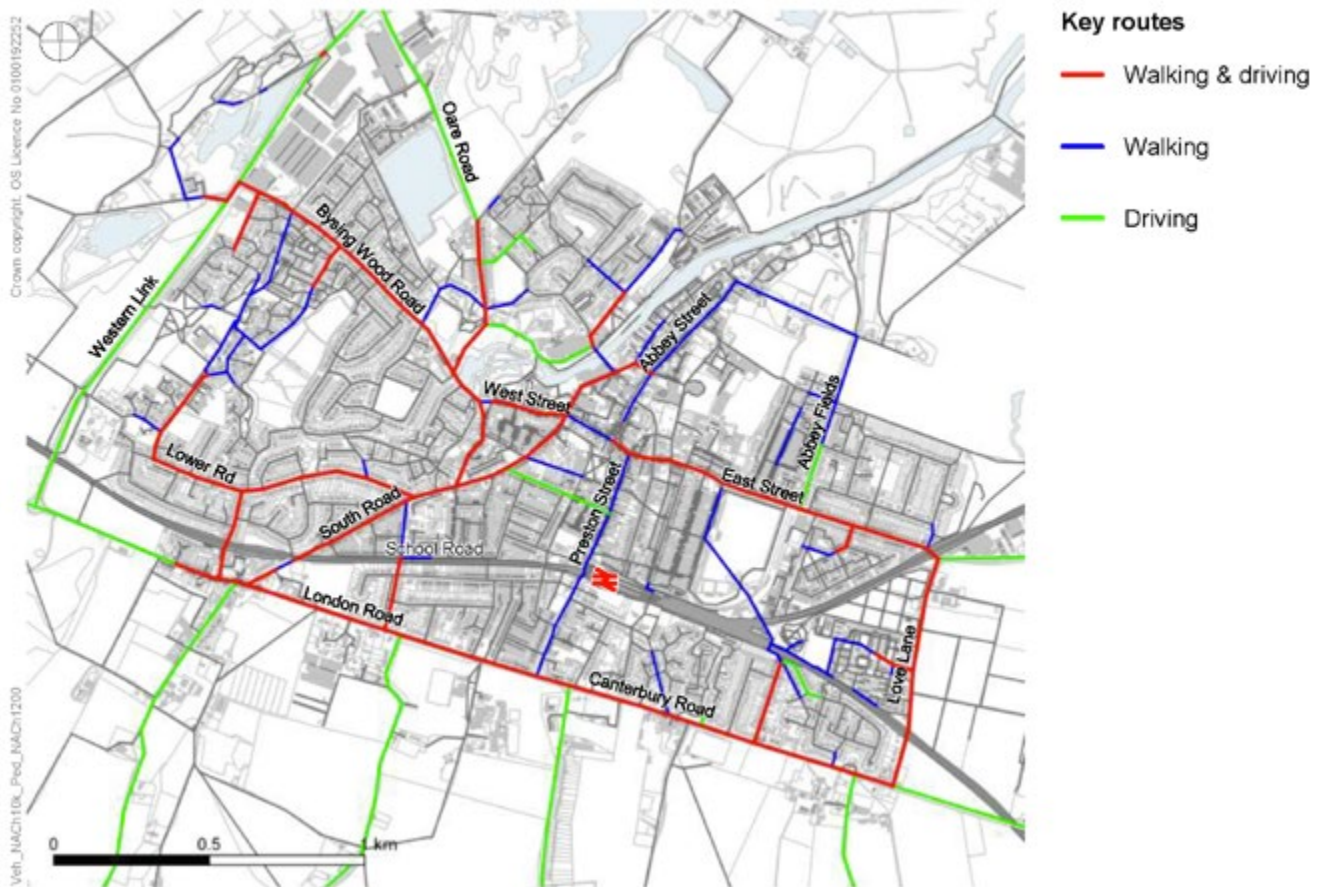 Key routes
Walking & driving
Walking
Driving
Crown copyright. OS Licence No 0100192252
Oare Road
Bysing Wood Road
Western Link
Abbey Street
West Street
Abbey Fields
Lower Rd
East Street
South Road
Preston Street
School Road
London Road
Love Lane
Canterbury Road
Veh_NACh10k_Ped_NACh1200
0 0.5 1 km